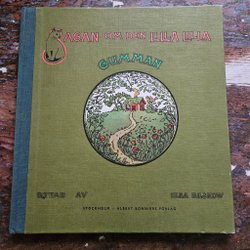 SAGAN OM DEN LILLA LILLA
GUMMAN
RITAD AV ELSA BESKOW
STOCKHOLM · ALBERT BONNIERS FÖRLAG